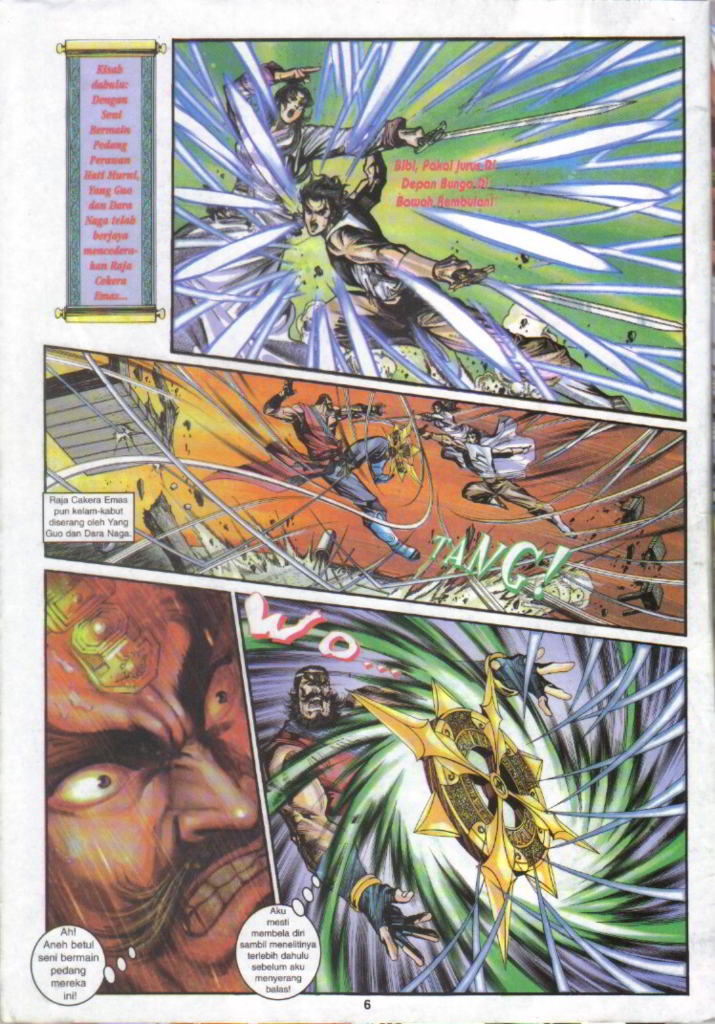 Kisah
dahulu:
Dengan
Seni
Bermain
Pedang
Perawan
Hati Murni,
Yang Guo
dan Dara
Naga telah
berjaya
mencedera-
kan Raja
Cakera
Emas...
Bibi, Pakai Jurus Di
Depan Bunga Di
Bawah Rembulan!
Raja Cakera Emas
pun kelam-kabut
diserang oleh Yang
Guo dan Dara Naga.
TANG!
WO...
Ah!
Aneh betul
seni bermain
pedang
mereka
ini!
Aku
mesti
membela diri
sambil menelitinya
terlebih dahulu
sebelum aku
menyerang
balas!
6